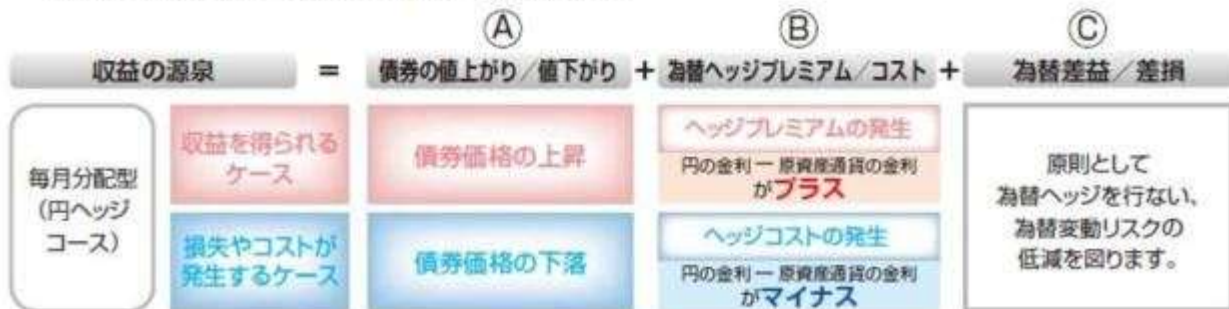 Ⓐ
Ⓑ
Ⓒ
収益の源泉 = 債券の値上がり/値下がり + 為替ヘッジプレミアム/コスト + 為替差益/差損
毎月分配型
(円ヘッジ
コース)
収益を得られる
ケース
債券価格の上昇
ヘッジプレミアムの発生
円の金利ー原資産通貨の金利
がプラス
損失やコストが
発生するケース
債券価格の下落
ヘッジコストの発生
円の金利ー原資産通貨の金利
がマイナス
原則として
為替ヘッジを行ない、
為替変動リスクの
低減を図ります。